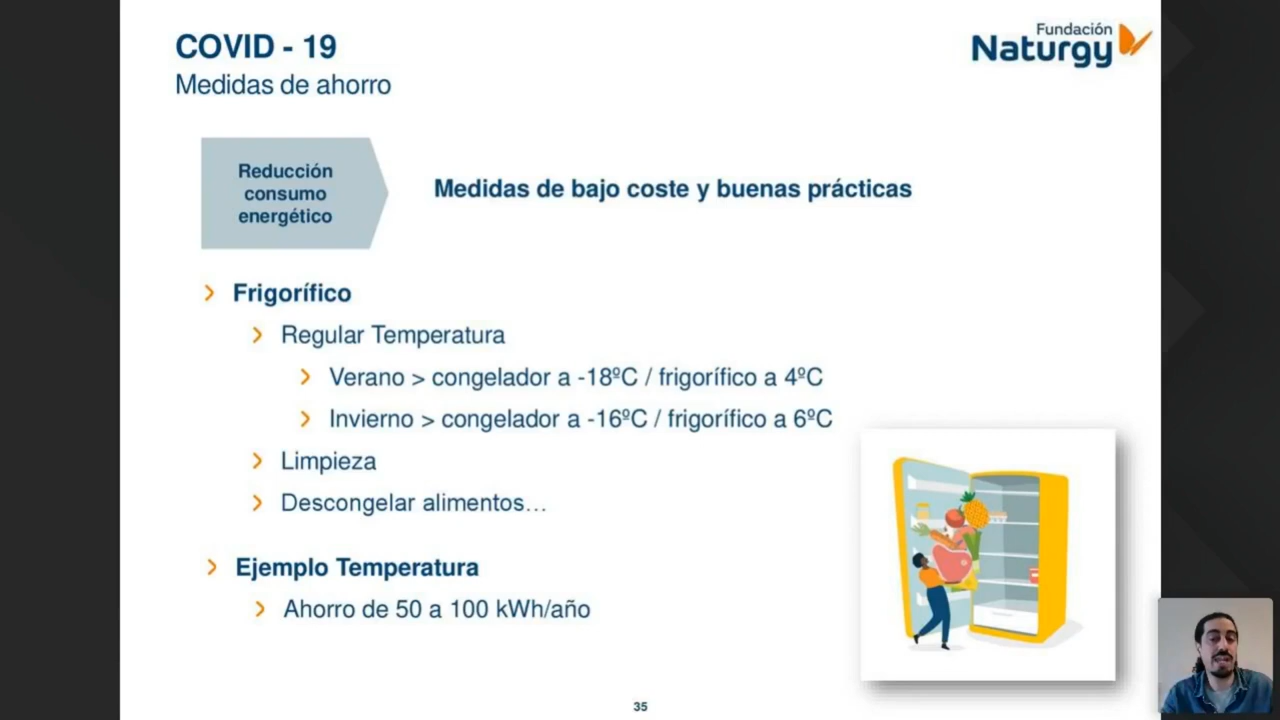 COVID - 19
Medidas de ahorro
Fundación
Naturgy
Reducción
consumo
energético
Medidas de bajo coste y buenas prácticas
Frigorífico
Regular Temperatura
Verano > congelador a -18ºC / frigorífico a 4ºC
Invierno > congelador a -16ºC / frigorífico a 6ºC
Limpieza
Descongelar alimentos…
Ejemplo Temperatura
Ahorro de 50 a 100 kWh/año
35